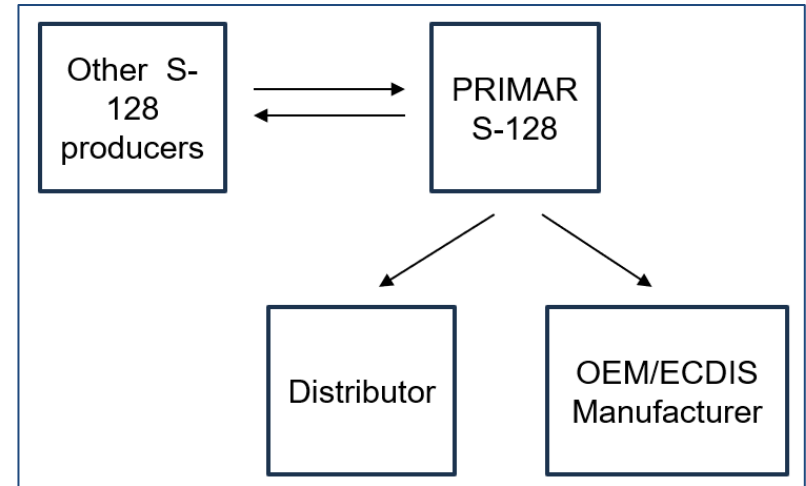 Other S-
128
producers
PRIMAR
S-128
Distributor
OEM/ECDIS
Manufacturer